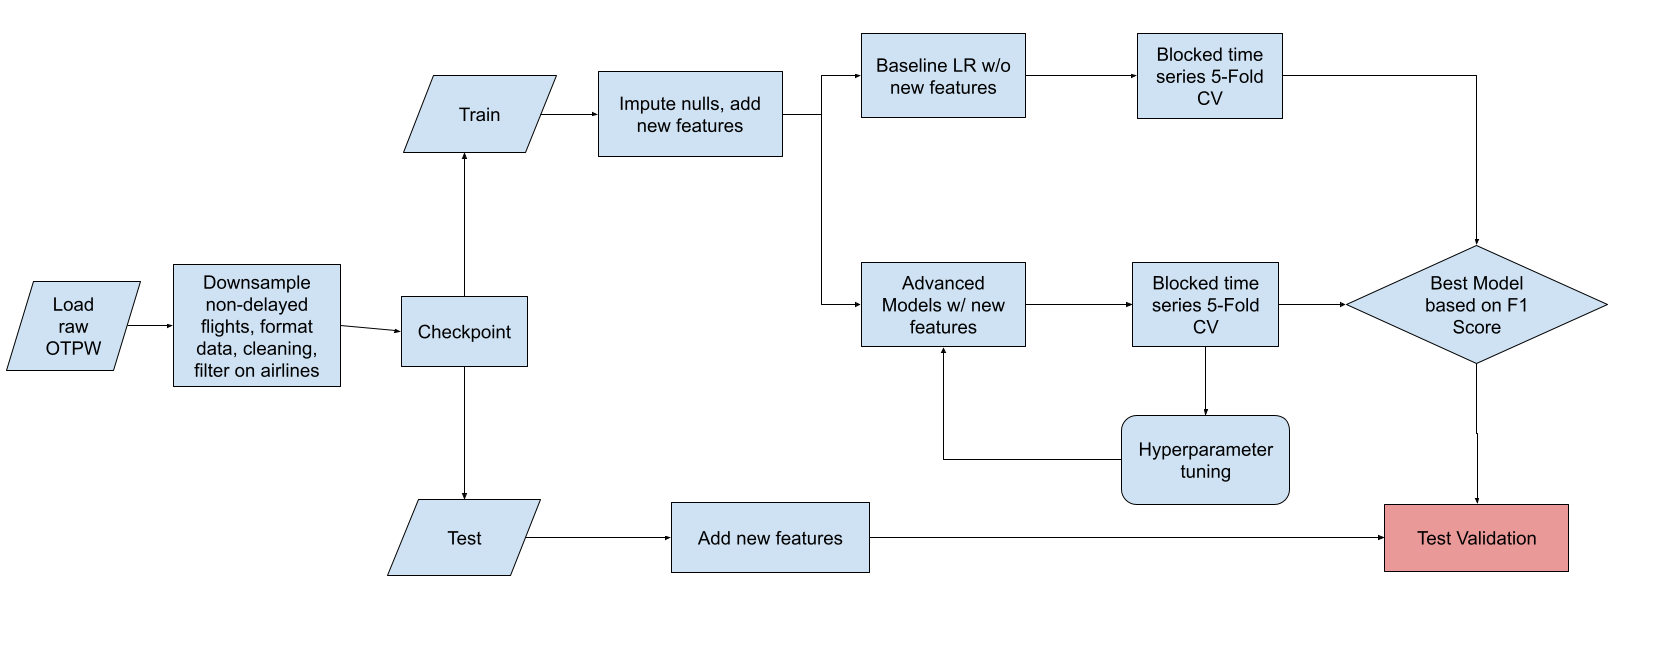 Load
raw
OTPW
Downsample
non-delayed
flights, format
data, cleaning,
filter on airlines
Checkpoint
Train
Impute nulls, add
new features
Baseline LR w/o
new features
Blocked time
series 5-Fold
CV
Advanced
Models w/ new
features
Blocked time
series 5-Fold
CV
Hyperparameter
tuning
Best Model
based on F1
Score
Test
Add new features
Test Validation